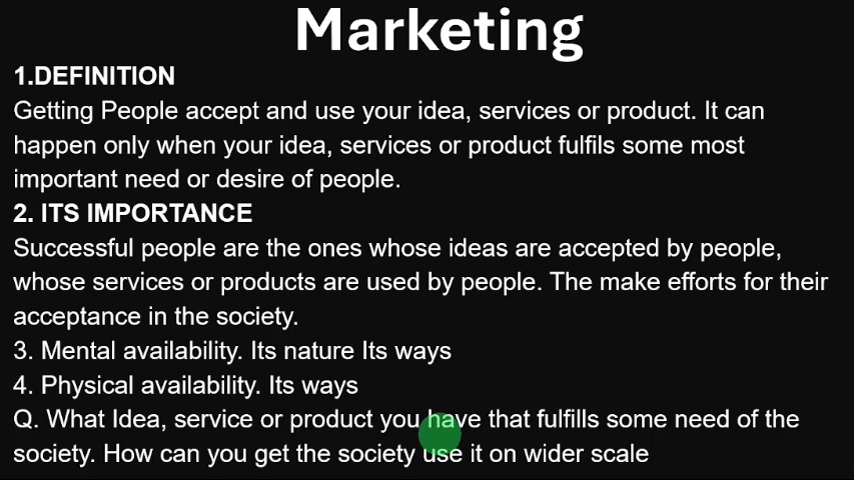 Marketing
1.DEFINITION
Getting People accept and use your idea, services or product. It can
happen only when your idea, services or product fulfils some most
important need or desire of people.
2. ITS IMPORTANCE
Successful people are the ones whose ideas are accepted by people,
whose services or products are used by people. The make efforts for their
acceptance in the society.
3. Mental availability. Its nature Its ways
4. Physical availability. Its ways
Q. What Idea, service or product you have that fulfills some need of the
society. How can you get the society use it on wider scale